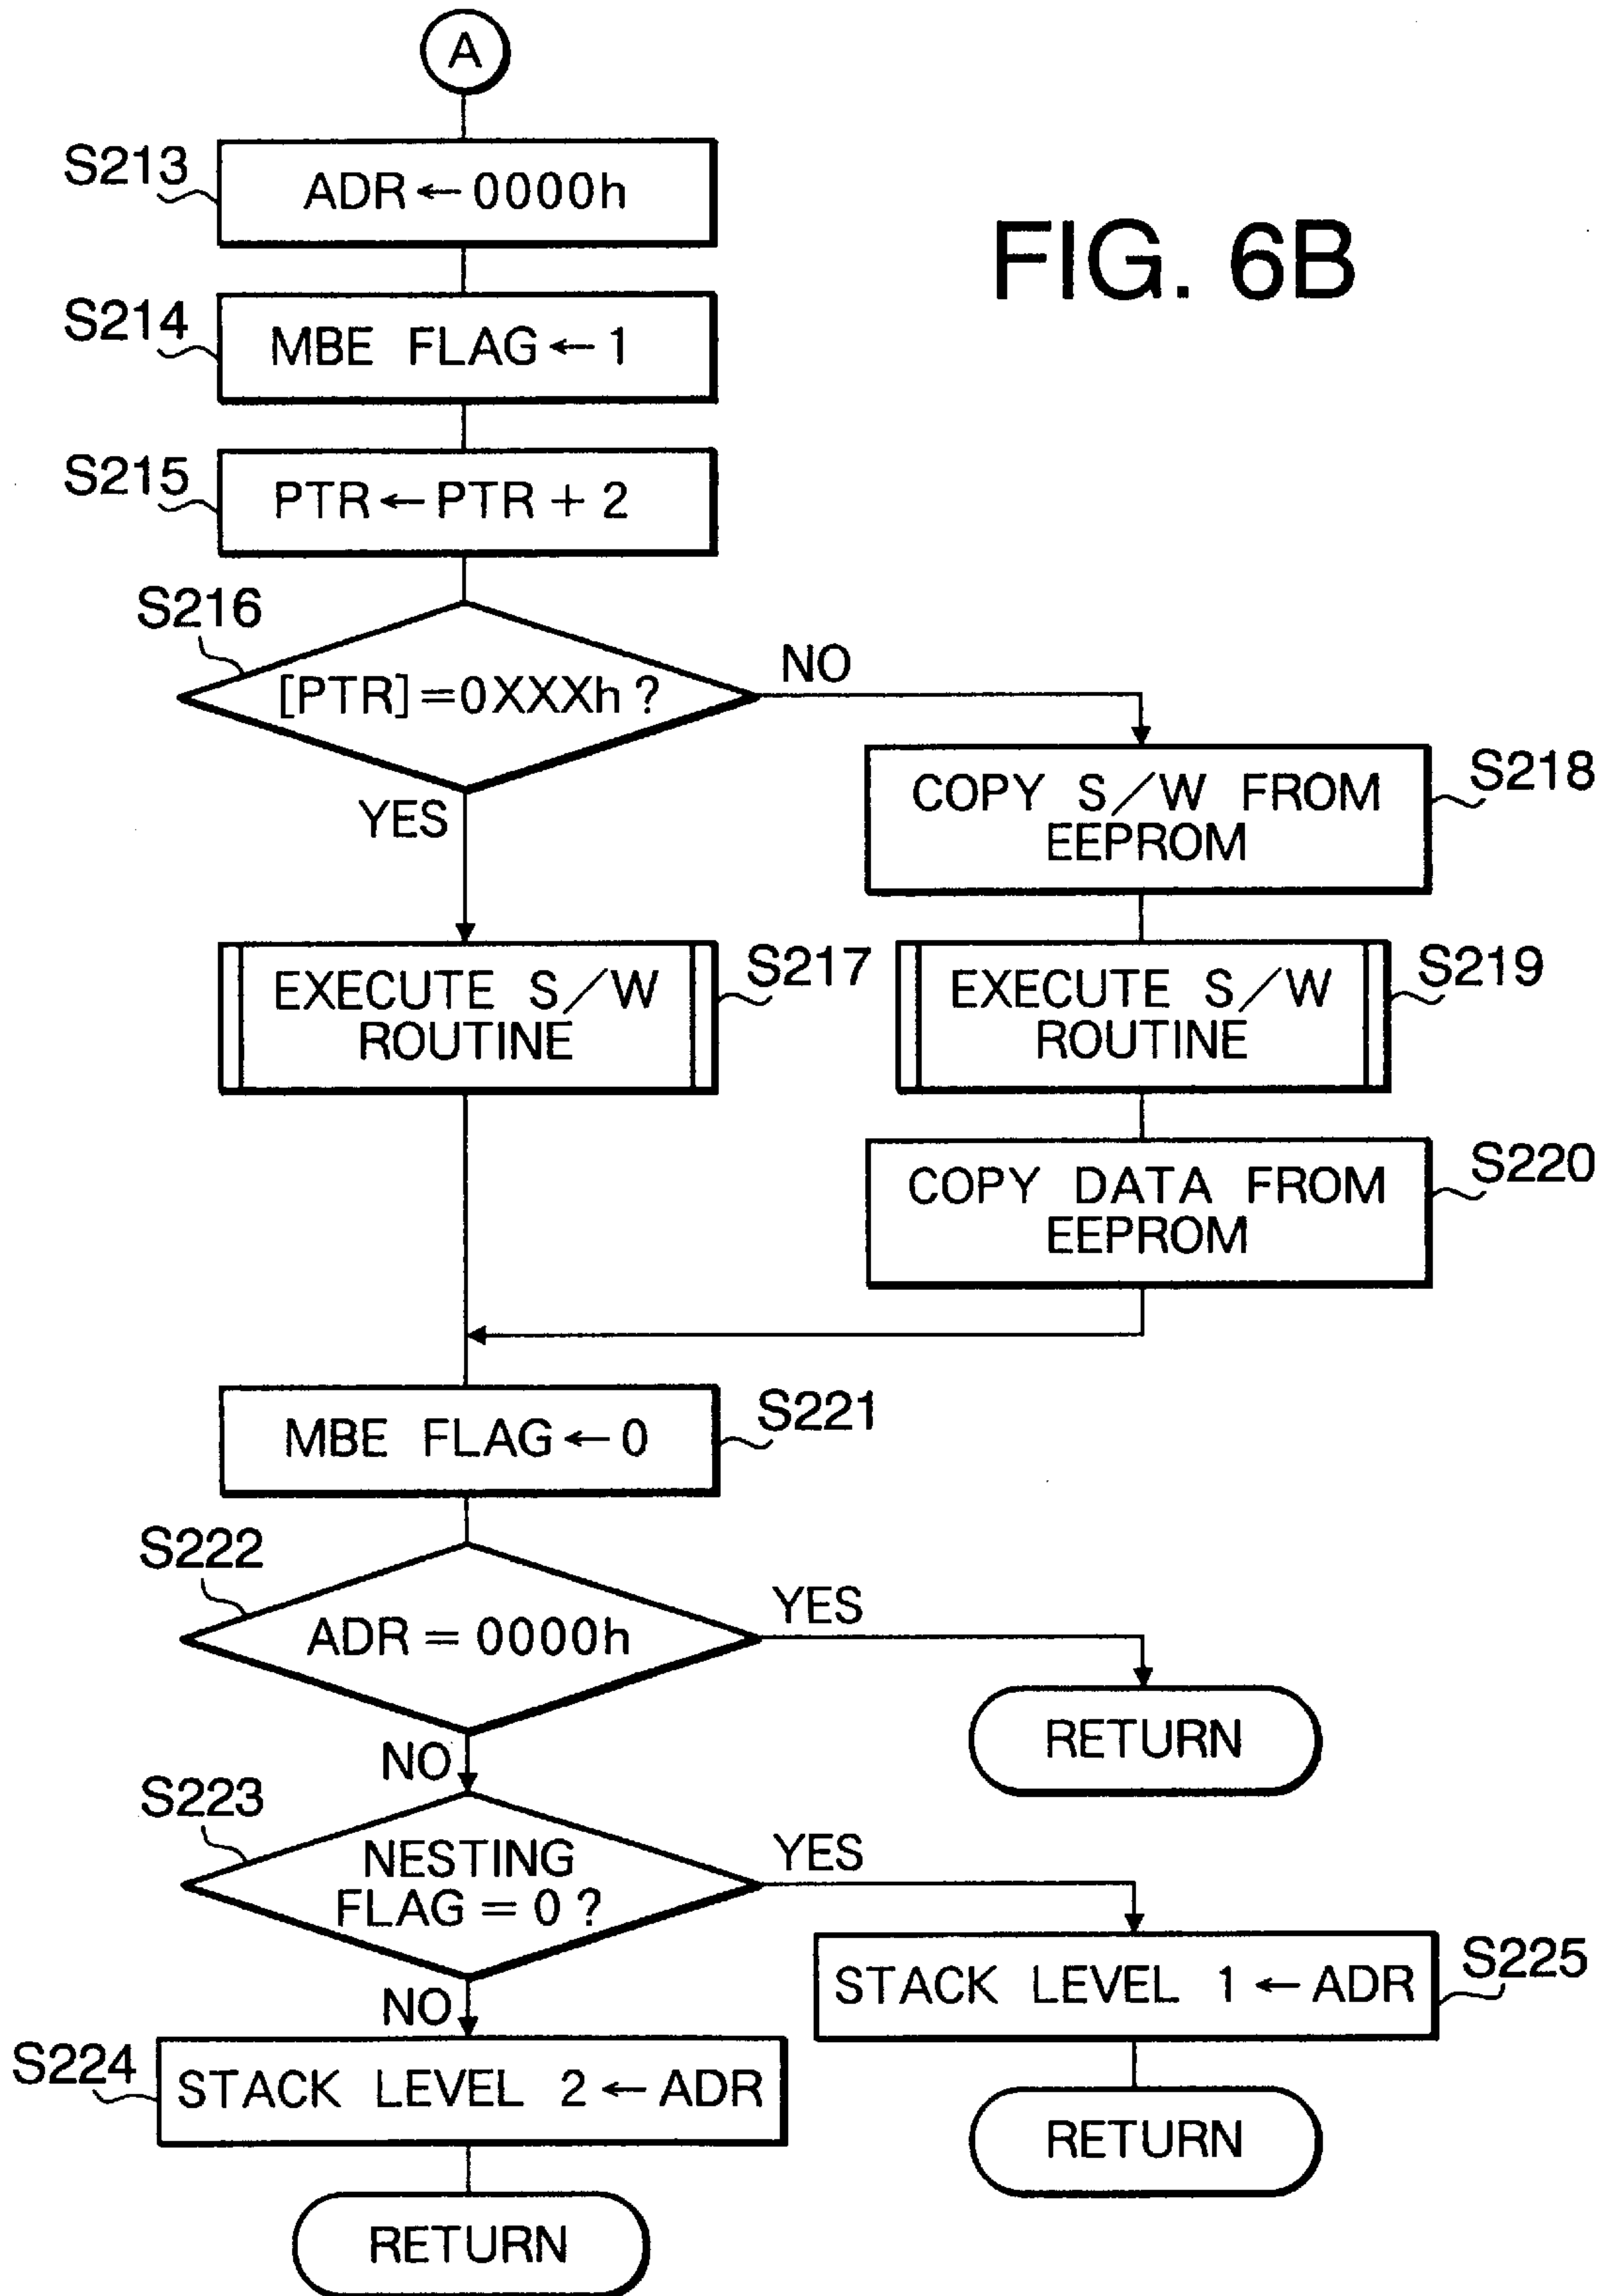 A
S213
ADR ← 0000h
FIG. 6B
S214
MBE FLAG ← 1
S215
PTR ← PTR + 2
S216
[PTR] = 0XXXh ?
NO
YES
S218
COPY S/W FROM
EEPROM
S217
EXECUTE S/W
ROUTINE
S219
EXECUTE S/W
ROUTINE
S220
COPY DATA FROM
EEPROM
S221
MBE FLAG ← 0
S222
ADR = 0000h
YES
RETURN
NO
S223
NESTING
FLAG = 0 ?
YES
S225
STACK LEVEL 1 ← ADR
RETURN
NO
S224
STACK LEVEL 2 ← ADR
RETURN